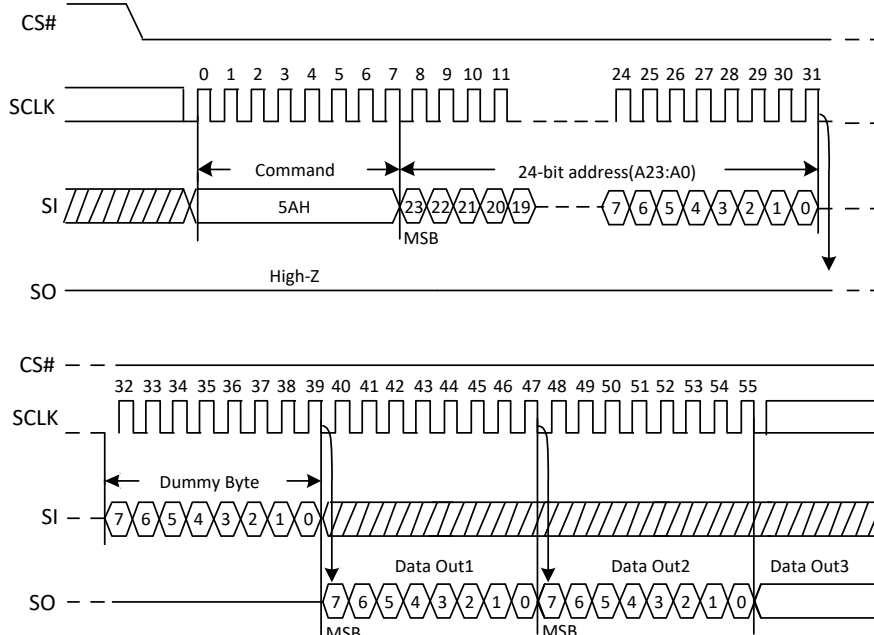 CS#
0 1 2 3 4 5 6 7 8 9 10 11 24 25 26 27 28 29 30 31
SCLK
Command 24-bit address(A23:A0)
SI 5AH 23 22 21 20 19 7 6 5 4 3 2 1 0
MSB
High-Z
SO
CS#
32 33 34 35 36 37 38 39 40 41 42 43 44 45 46 47 48 49 50 51 52 53 54 55
SCLK
Dummy Byte
SI 7 6 5 4 3 2 1 0
Data Out1 Data Out2 Data Out3
SO 7 6 5 4 3 2 1 0 7 6 5 4 3 2 1 0
MSB MSB